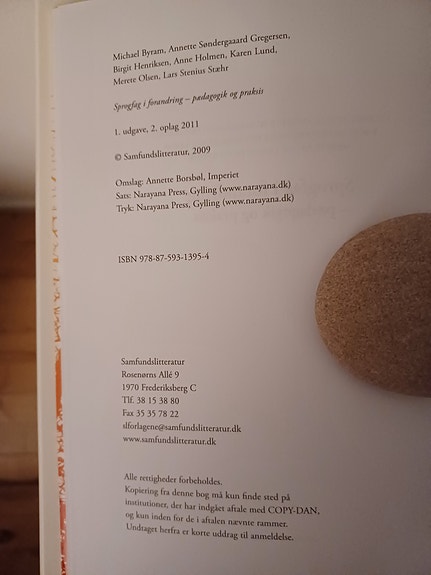 Michael Byram, Annette Søndergaaard Gregersen,
Birgit Henriksen, Anne Holmen, Karen Lund,
Merete Olsen, Lars Stenius Stæhr
Sprogfag i forandring – pædagogik og praksis
1. udgave, 2. oplag 2011
© Samfundslitteratur, 2009
Omslag: Annette Borsbøl, Imperiet
Sats: Narayana Press, Gylling (www.narayana.dk)
Tryk: Narayana Press, Gylling (www.narayana.dk)
ISBN 978-87-593-1395-4
Samfundslitteratur
Rosenørns Allé 9
1970 Frederiksberg C
Tlf. 38 15 38 80
Fax 35 35 78 22
slforlagene@samfundslitteratur.dk
www.samfundslitteratur.dk
Alle rettigheder forbeholdes.
Kopiering fra denne bog må kun finde sted på
institutioner, der har indgået aftale med COPY-DAN,
og kun inden for de i aftalen nævnte rammer.
Undtaget herfra er korte uddrag til anmeldelse.